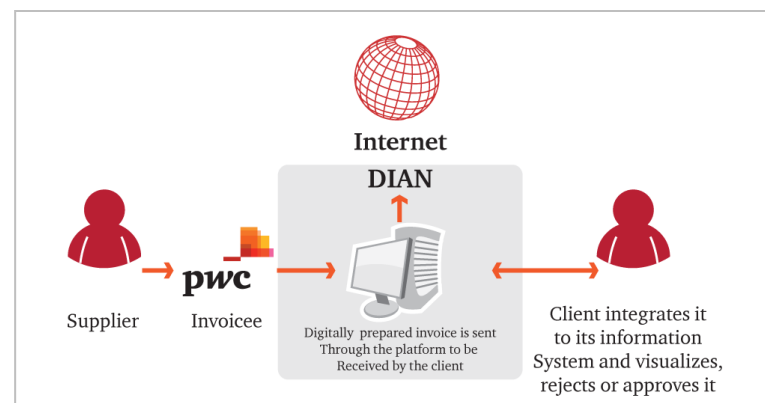 Internet
DIAN
pwc
Supplier
Invoicee
Digitally prepared invoice is sent
Through the platform to be
Received by the client
Client integrates it
to its information
System and visualizes,
rejects or approves it